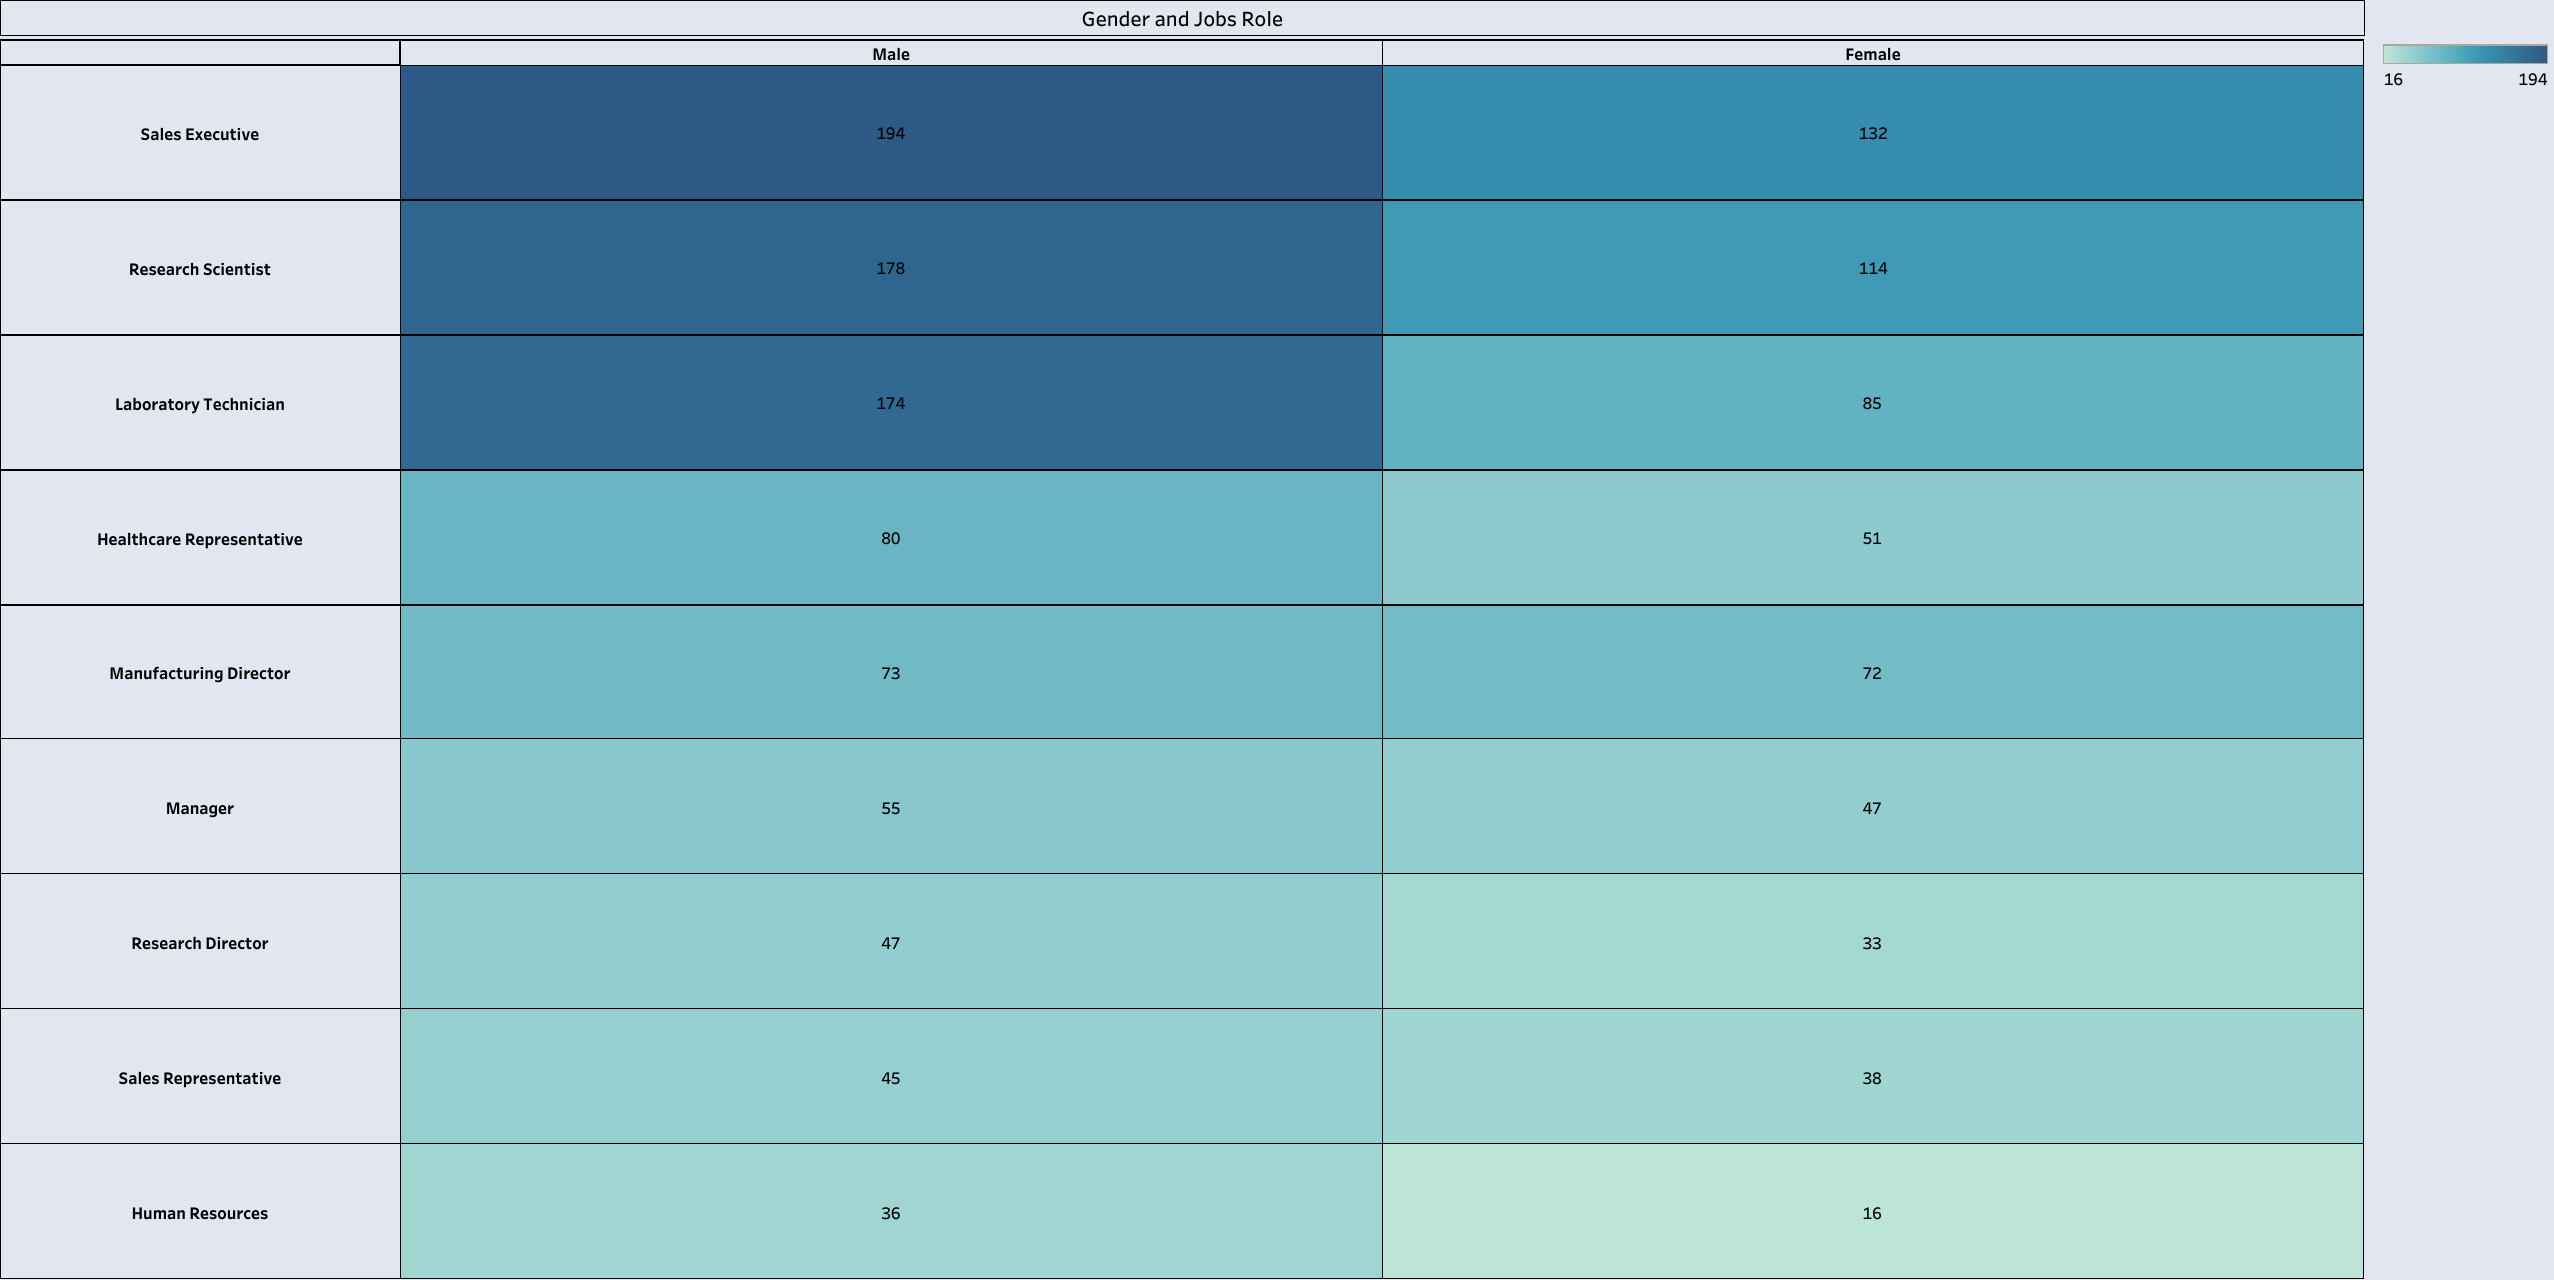 Gender and Jobs Role
Male Female
16 194
Sales Executive 194 132
Research Scientist 178 114
Laboratory Technician 174 85
Healthcare Representative 80 51
Manufacturing Director 73 72
Manager 55 47
Research Director 47 33
Sales Representative 45 38
Human Resources 36 16